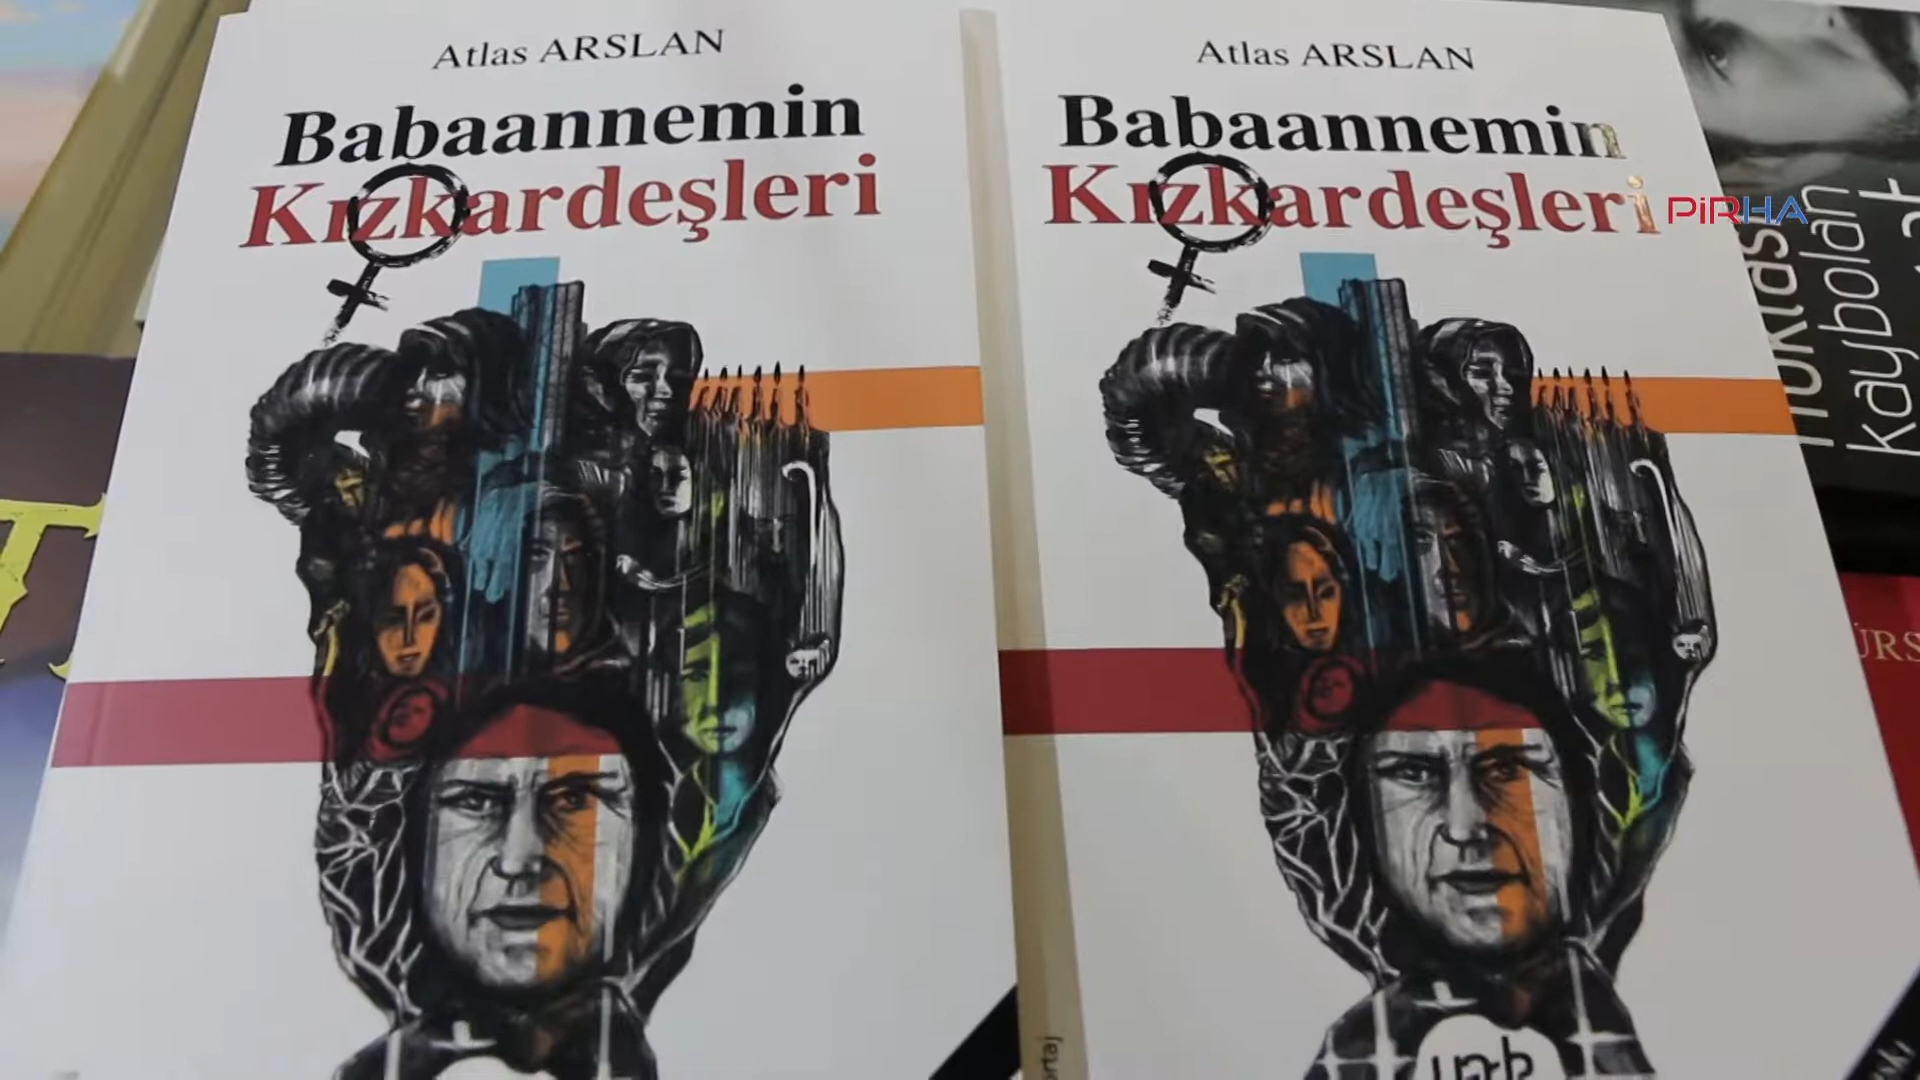 Atlas ARSLAN
Babaannemin
Kızkardeşleri
Atlas ARSLAN
Babaannemin
Kızkardeşleri
PİRHA
kaybolan